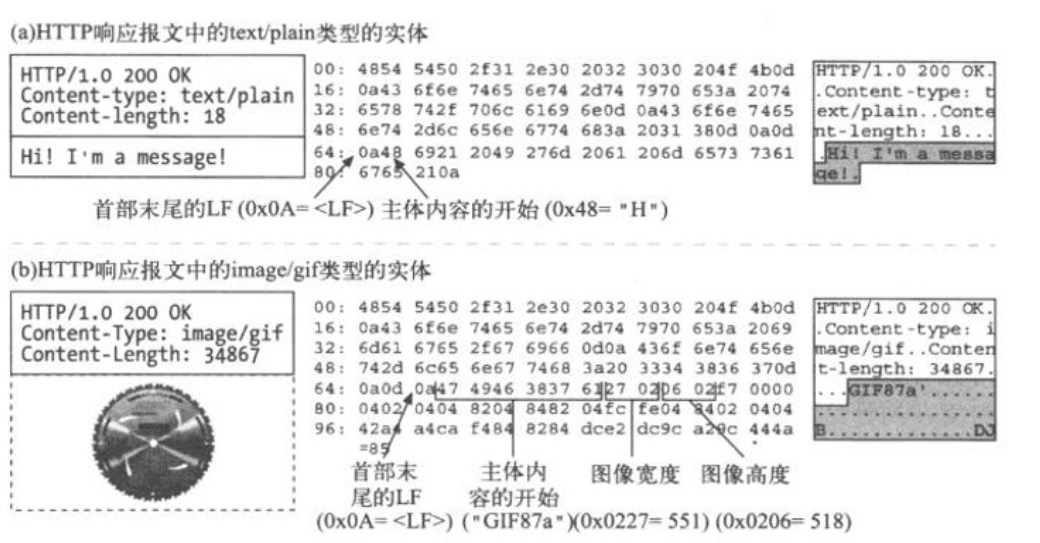 (a)HTTP响应报文中的text/plain类型的实体
HTTP/1.0 200 OK
Content-type: text/plain
Content-length: 18
Hi! I'm a message!
00: 4854 5450 2f31 2e30 2032 3030 204f 4b0d
16: 0a43 6f6e 7465 6e74 2d74 7970 653a 2074
32: 6578 742f 706c 6169 6e0d 0a43 6f6e 7465
48: 6e74 2d6c 656e 6774 683a 2031 380d 0a0d
64: 0a48 6921 2049 276d 2061 206d 6573 7361
80: 6765 210a
HTTP/1.0 200 OK.
.Content-type: t
ext/plain..Conte
nt-length: 18...
.Hi! I'm a messa
ge!.
首部末尾的LF (0x0A= <LF>) 主体内容的开始 (0x48= "H")
(b)HTTP响应报文中的image/gif类型的实体
HTTP/1.0 200 OK
Content-Type: image/gif
Content-Length: 34867
00: 4854 5450 2f31 2e30 2032 3030 204f 4b0d
16: 0a43 6f6e 7465 6e74 2d74 7970 653a 2069
32: 6d61 6765 2f67 6966 0d0a 436f 6e74 656e
48: 742d 6c65 6e67 7468 3a20 3334 3836 370d
64: 0a0d 0a47 4946 3837 6127 0206 02f7 0000
80: 0402 0404 8204 8482 04fc fe04 8402 0404
96: 42a4 a4ca f484 8284 dce2 dc9c a29c 444a
=85
HTTP/1.0 200 OK.
.Content-type: i
mage/gif..Conten
t-length: 34867.
...GIF87a'......
................
B.............DJ
首部末
尾的LF
(0x0A= <LF>)
主体内
容的开始
("GIF87a")
图像宽度
(0x0227= 551)
图像高度
(0x0206= 518)